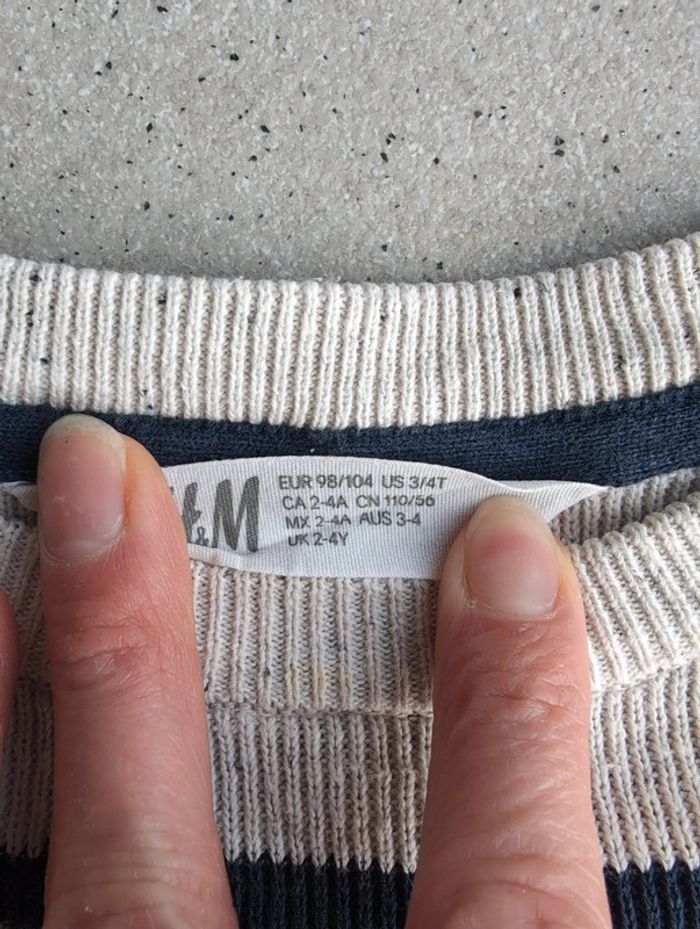 H&M
EUR 98/104 US 3/4T
CA 2-4A CN 110/56
MX 2-4A AUS 3-4
UK 2-4Y